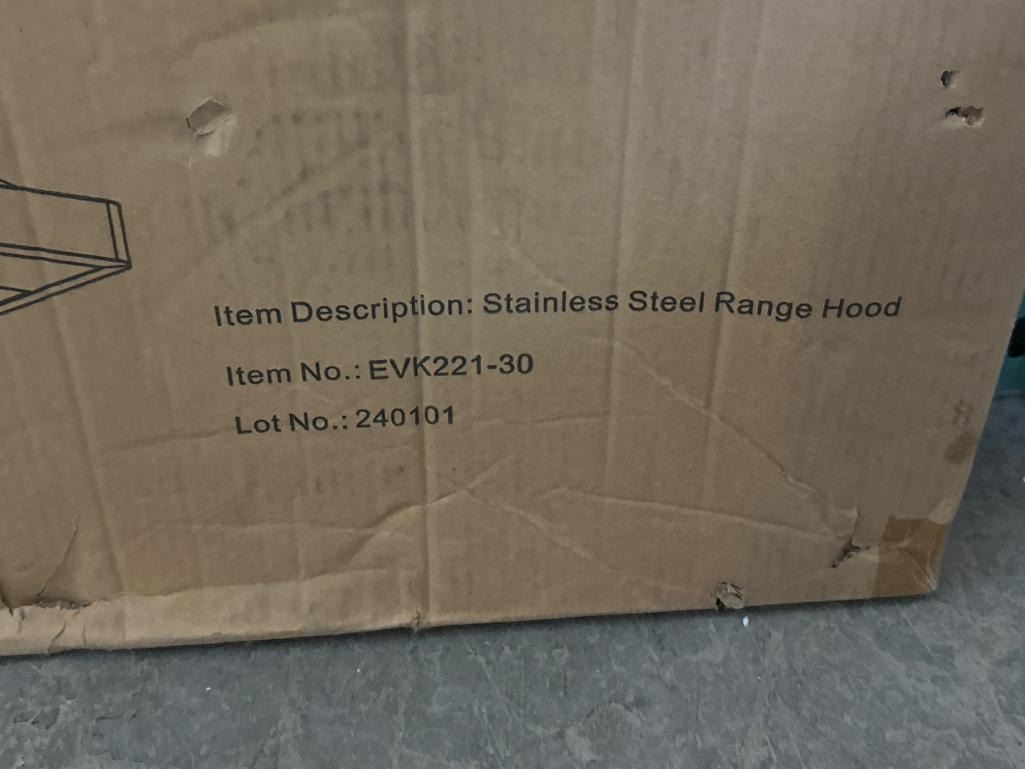 Item Description: Stainless Steel Range Hood
Item No.: EVK221-30
Lot No.: 240101